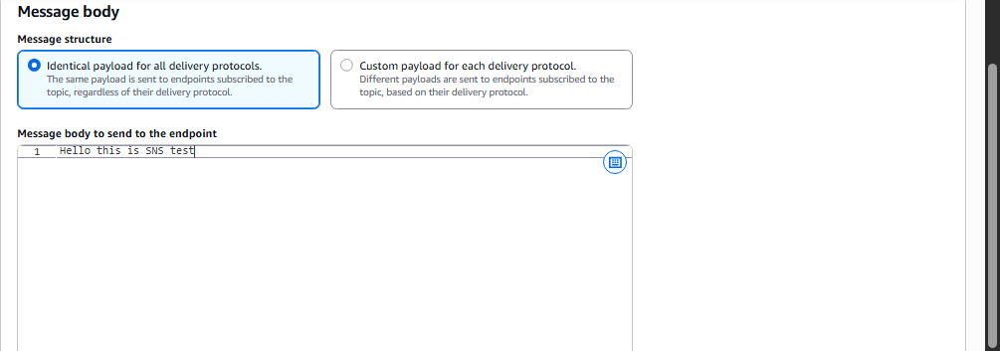 Message body
Message structure
Identical payload for all delivery protocols.
The same payload is sent to endpoints subscribed to the
topic, regardless of their delivery protocol.
Custom payload for each delivery protocol.
Different payloads are sent to endpoints subscribed to the
topic, based on their delivery protocol.
Message body to send to the endpoint
1 Hello this is SNS test